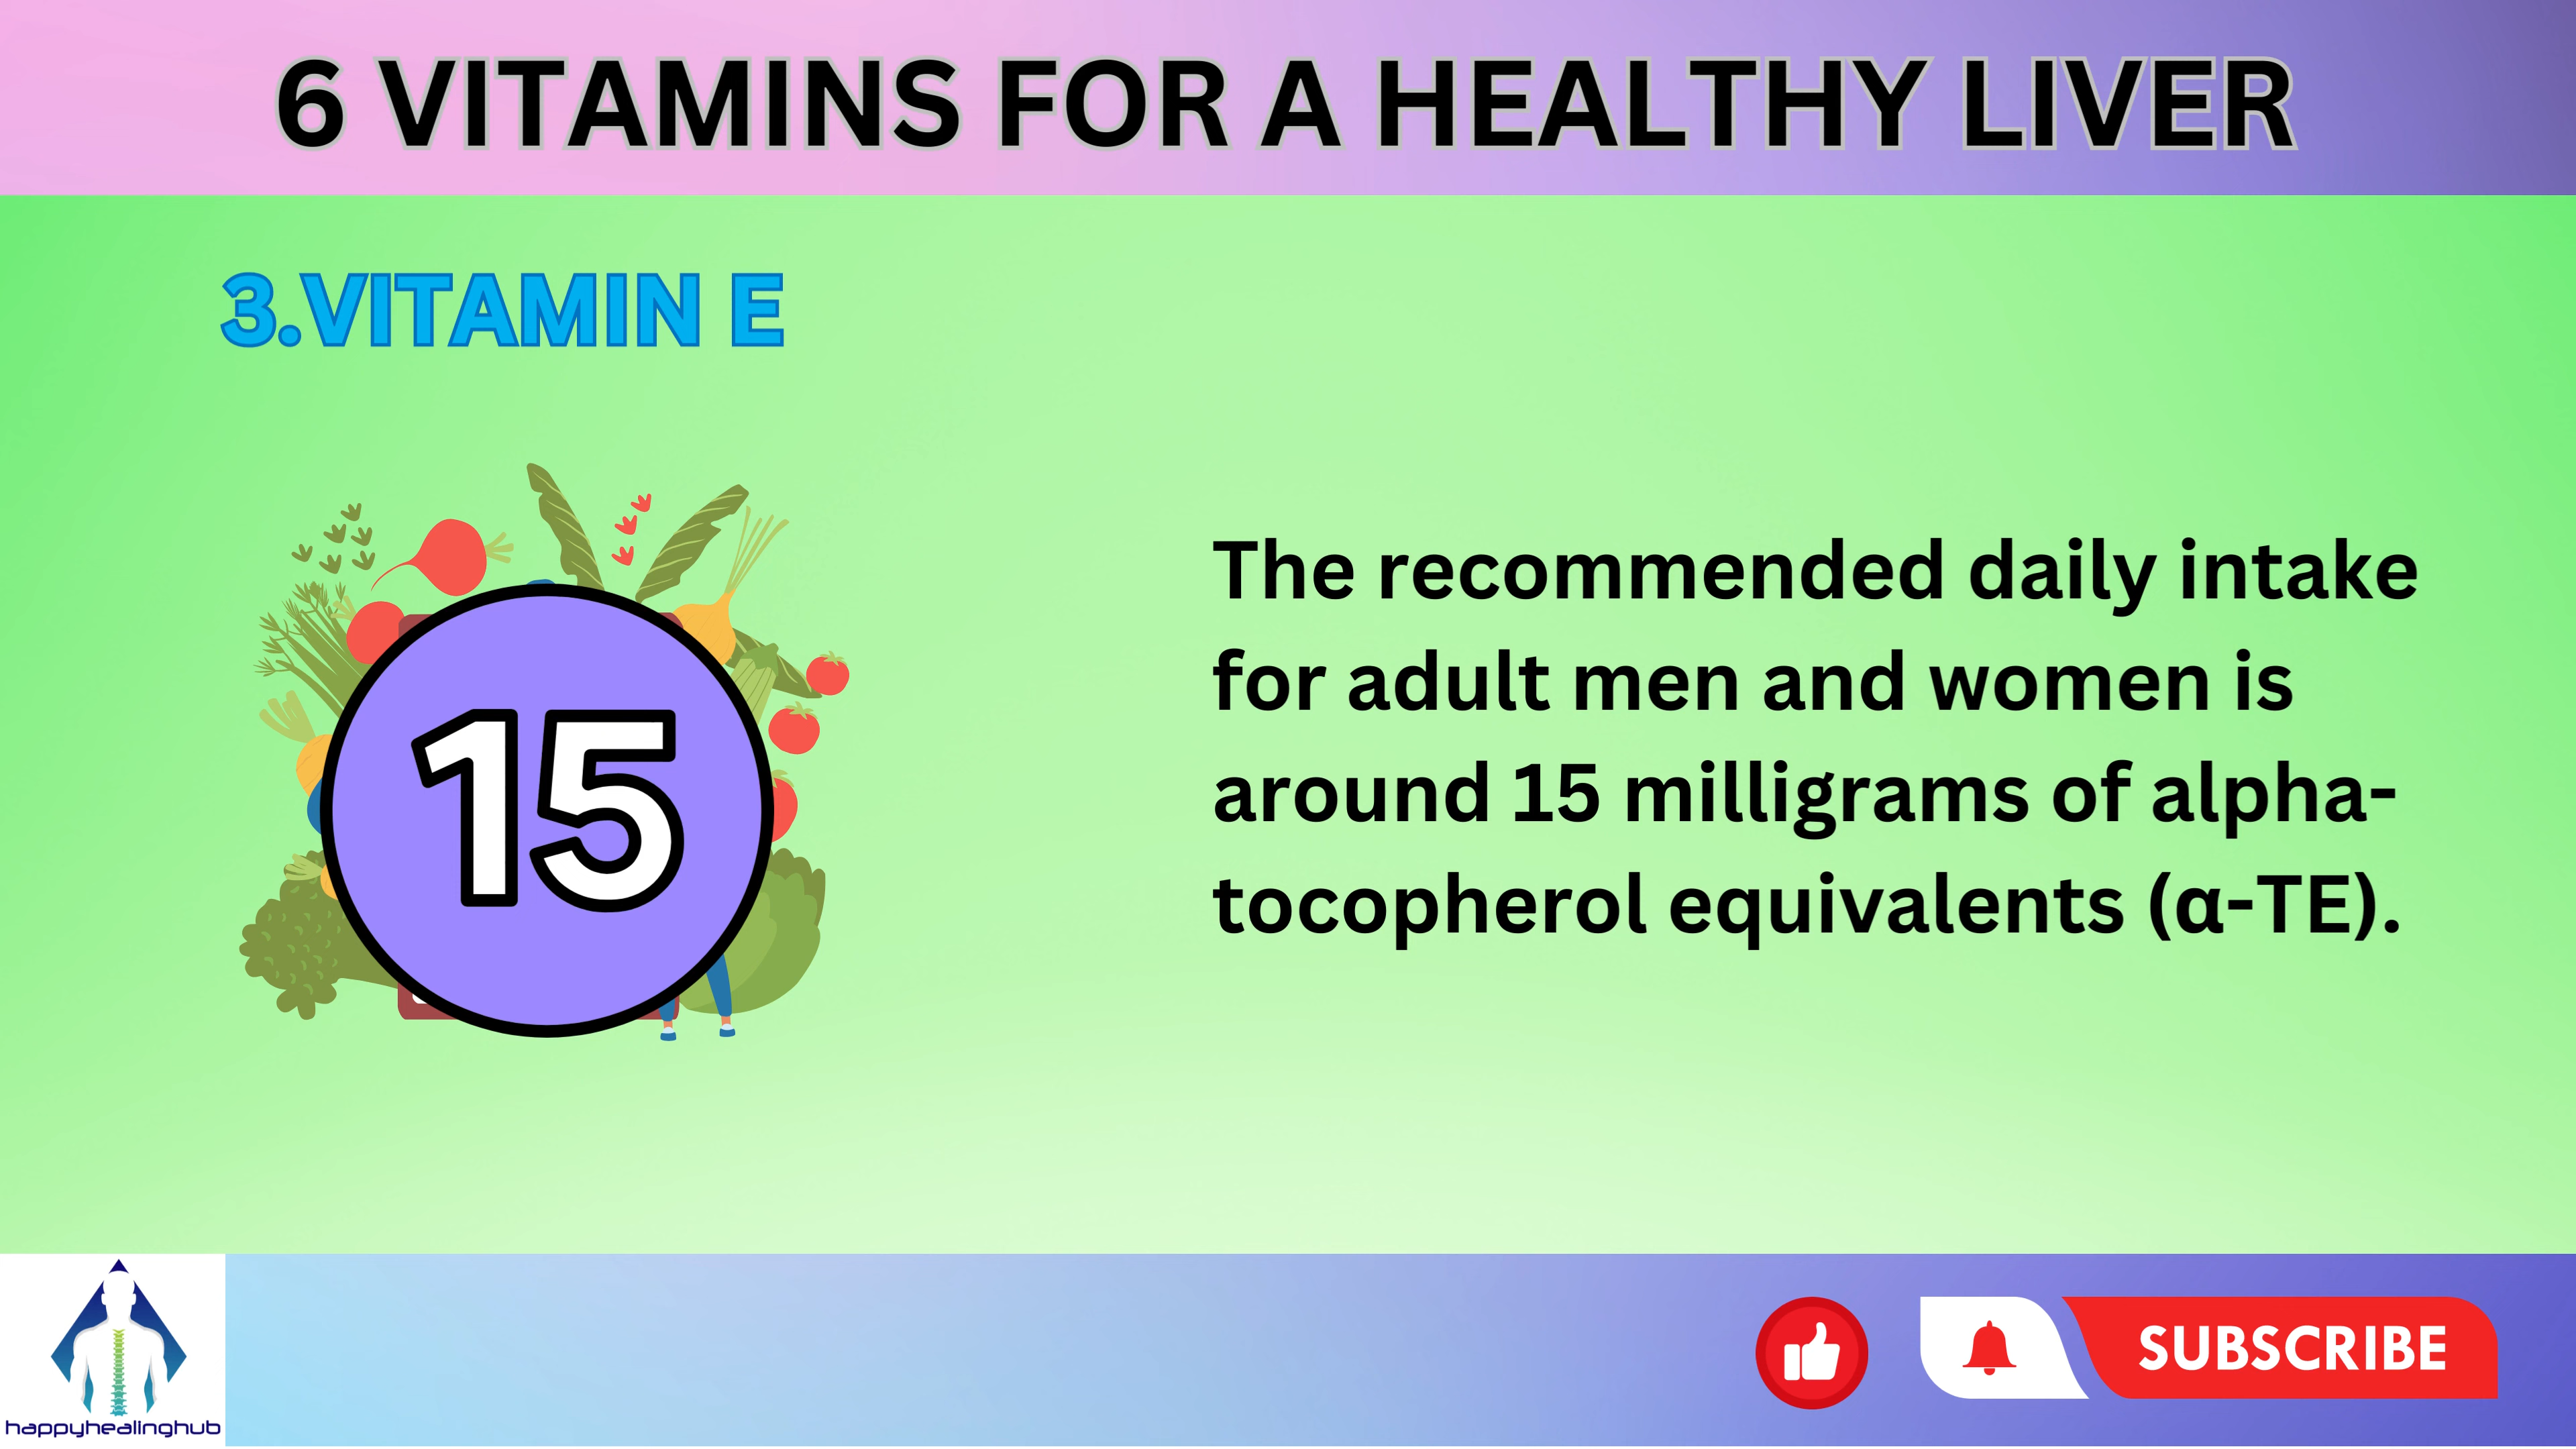 6 VITAMINS FOR A HEALTHY LIVER
3.VITAMIN E
15
The recommended daily intake
for adult men and women is
around 15 milligrams of alpha-
tocopherol equivalents (α-TE).
happyhealinghub
SUBSCRIBE